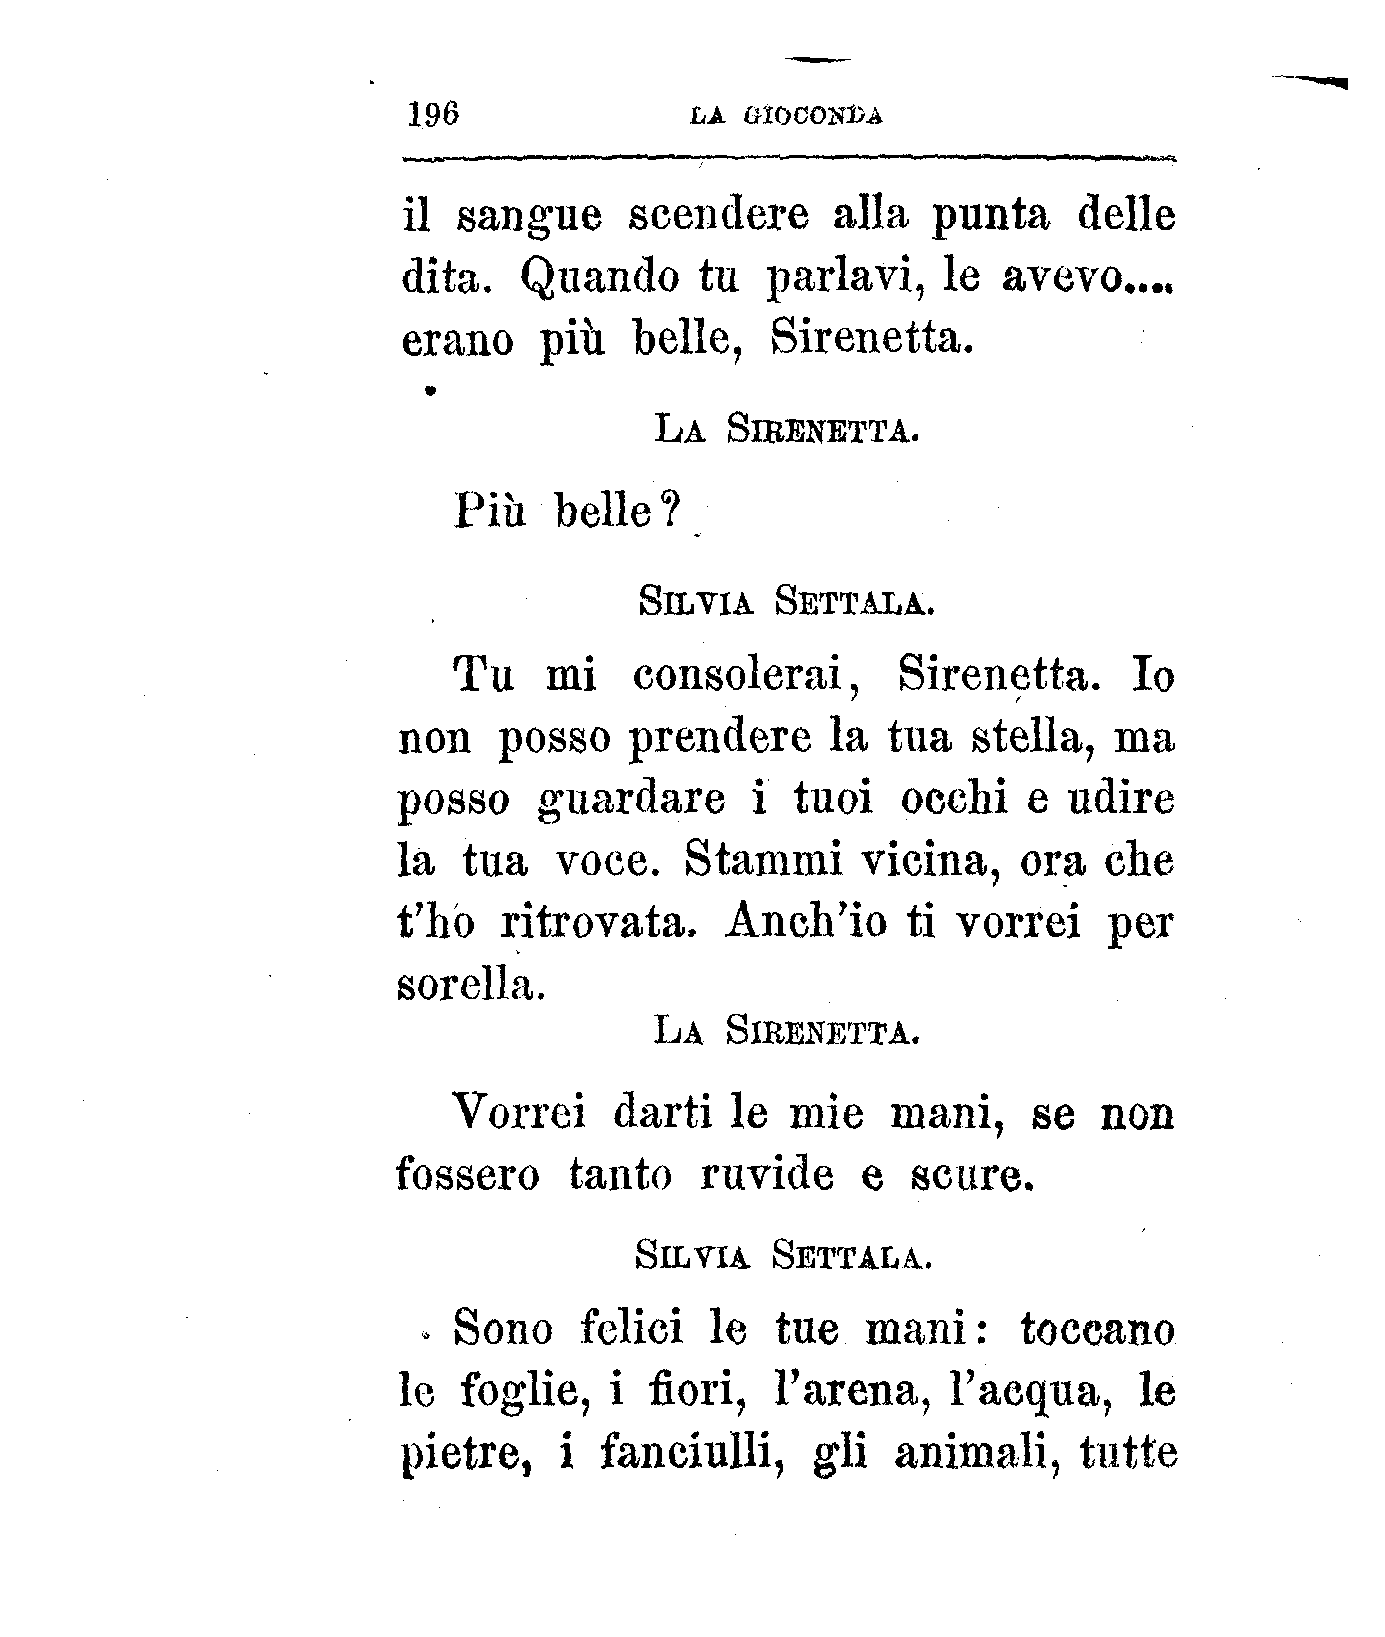 196 LA GIOCONDA
il sangue scendere alla punta delle
dita. Quando tu parlavi, le avevo....
erano più belle, Sirenetta.
LA SIRENETTA.
Più belle?
SILVIA SETTALA.
Tu mi consolerai, Sirenetta. Io
non posso prendere la tua stella, ma
posso guardare i tuoi occhi e udire
la tua voce. Stammi vicina, ora che
t'ho ritrovata. Anch'io ti vorrei per
sorella.
LA SIRENETTA.
Vorrei darti le mie mani, se non
fossero tanto ruvide e scure.
SILVIA SETTALA.
Sono felici le tue mani: toccano
le foglie, i fiori, l'arena, l'acqua, le
pietre, i fanciulli, gli animali, tutte